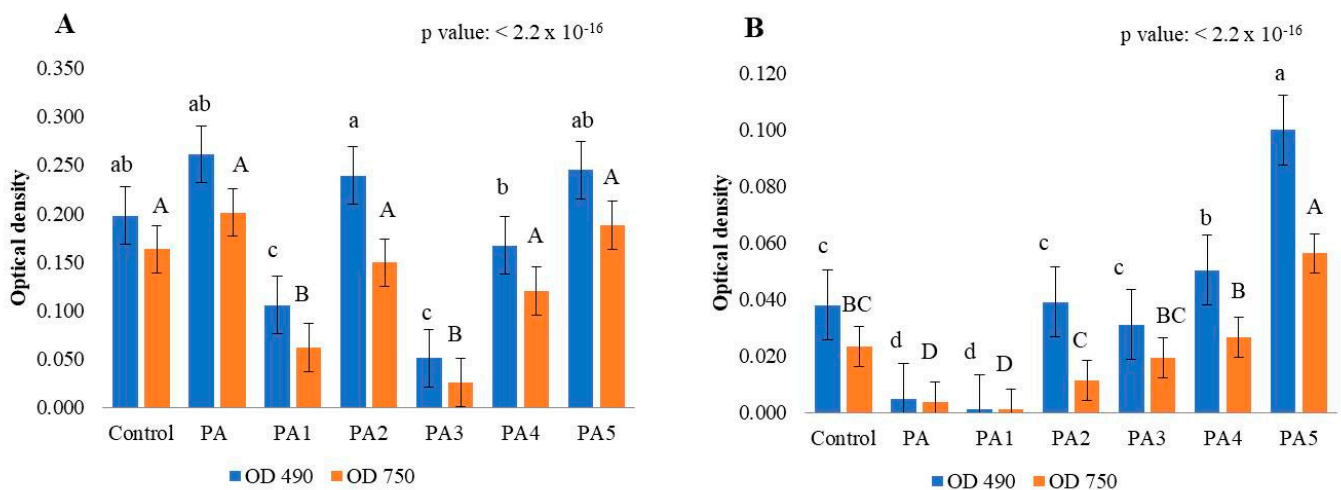 A
p value: < 2.2 x 10-16
0.350
0.300
0.250
0.200
0.150
0.100
0.050
0.000
Optical density
ab
A
ab
A
c
B
a
A
c
B
b
A
ab
A
Control PA PA1 PA2 PA3 PA4 PA5
OD 490 OD 750
B
p value: < 2.2 x 10-16
0.120
0.100
0.080
0.060
0.040
0.020
0.000
Optical density
c
BC
d
D
d
D
c
C
c
BC
b
B
a
A
Control PA PA1 PA2 PA3 PA4 PA5
OD 490 OD 750